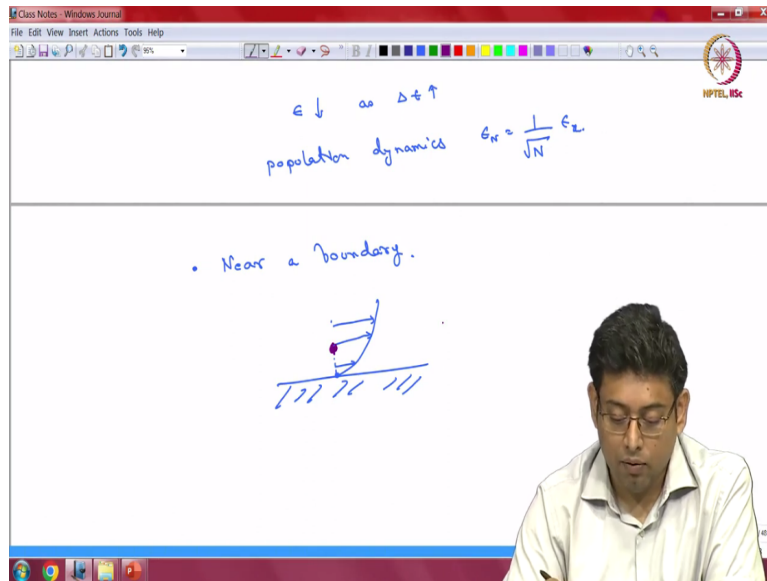 Class Notes - Windows Journal
File Edit View Insert Actions Tools Help
95%
B I
NPTEL, IISc
ε ↓ as Δt ↑
population dynamics ε_N = 1/√N ε_x.
• Near a boundary.